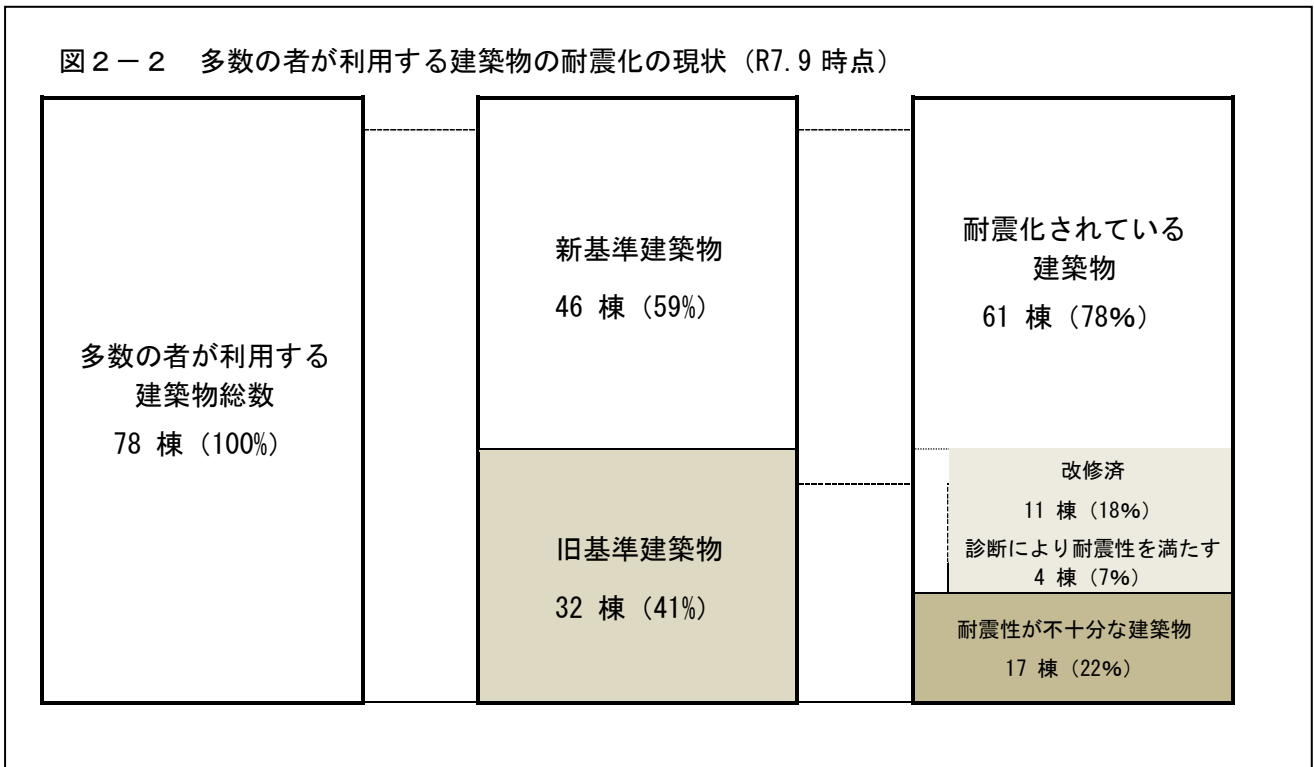 図２－２　多数の者が利用する建築物の耐震化の現状（R7.9 時点）
多数の者が利用する
建築物総数
78 棟（100%）
新基準建築物
46 棟（59%）
旧基準建築物
32 棟（41%）
耐震化されている
建築物
61 棟（78%）
改修済
11 棟（18%）
診断により耐震性を満たす
4 棟（7%）
耐震性が不十分な建築物
17 棟（22%）